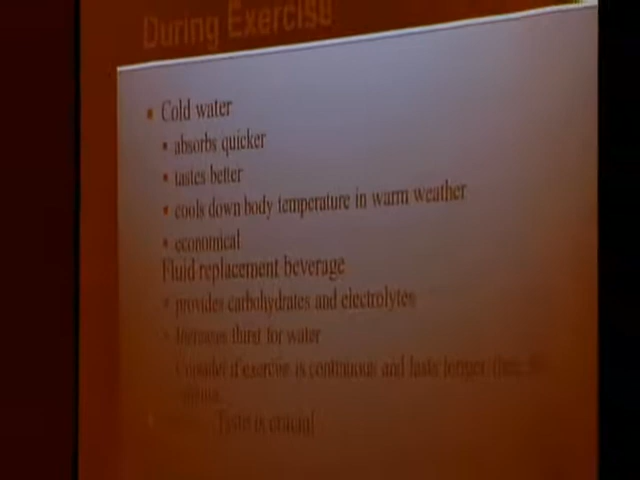 During Exercise
• Cold water
• absorbs quicker
• tastes better
• cools down body temperature in warm weather
• economical
Fluid replacement beverage
• provides carbohydrates and electrolytes
• Increases thirst for water
Consider if exercise is continuous and lasts longer than
Taste is crucial